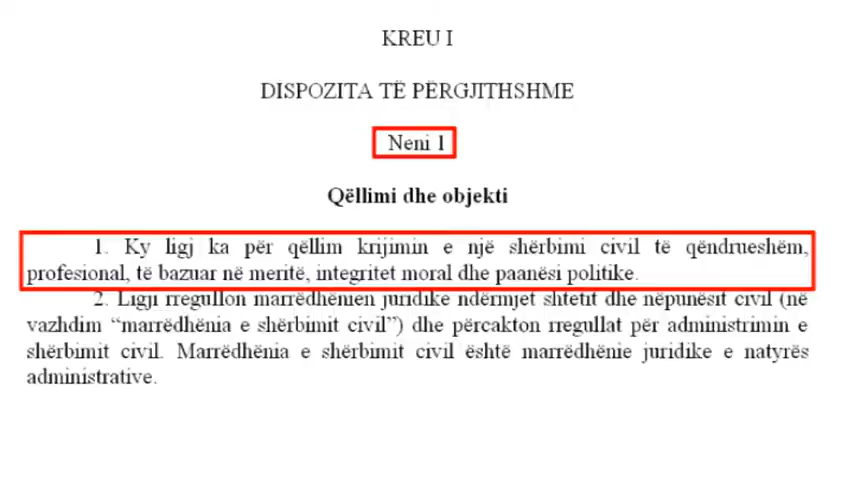 KREU I
DISPOZITA TË PËRGJITHSHME
Neni 1
Qëllimi dhe objekti
1. Ky ligj ka për qëllim krijimin e një shërbimi civil të qëndrueshëm,
profesional, të bazuar në meritë, integritet moral dhe paanësi politike.
2. Ligji rregullon marrëdhënien juridike ndërmjet shtetit dhe nëpunësit civil (në
vazhdim “marrëdhënia e shërbimit civil”) dhe përcakton rregullat për administrimin e
shërbimit civil. Marrëdhënia e shërbimit civil është marrëdhënie juridike e natyrës
administrative.